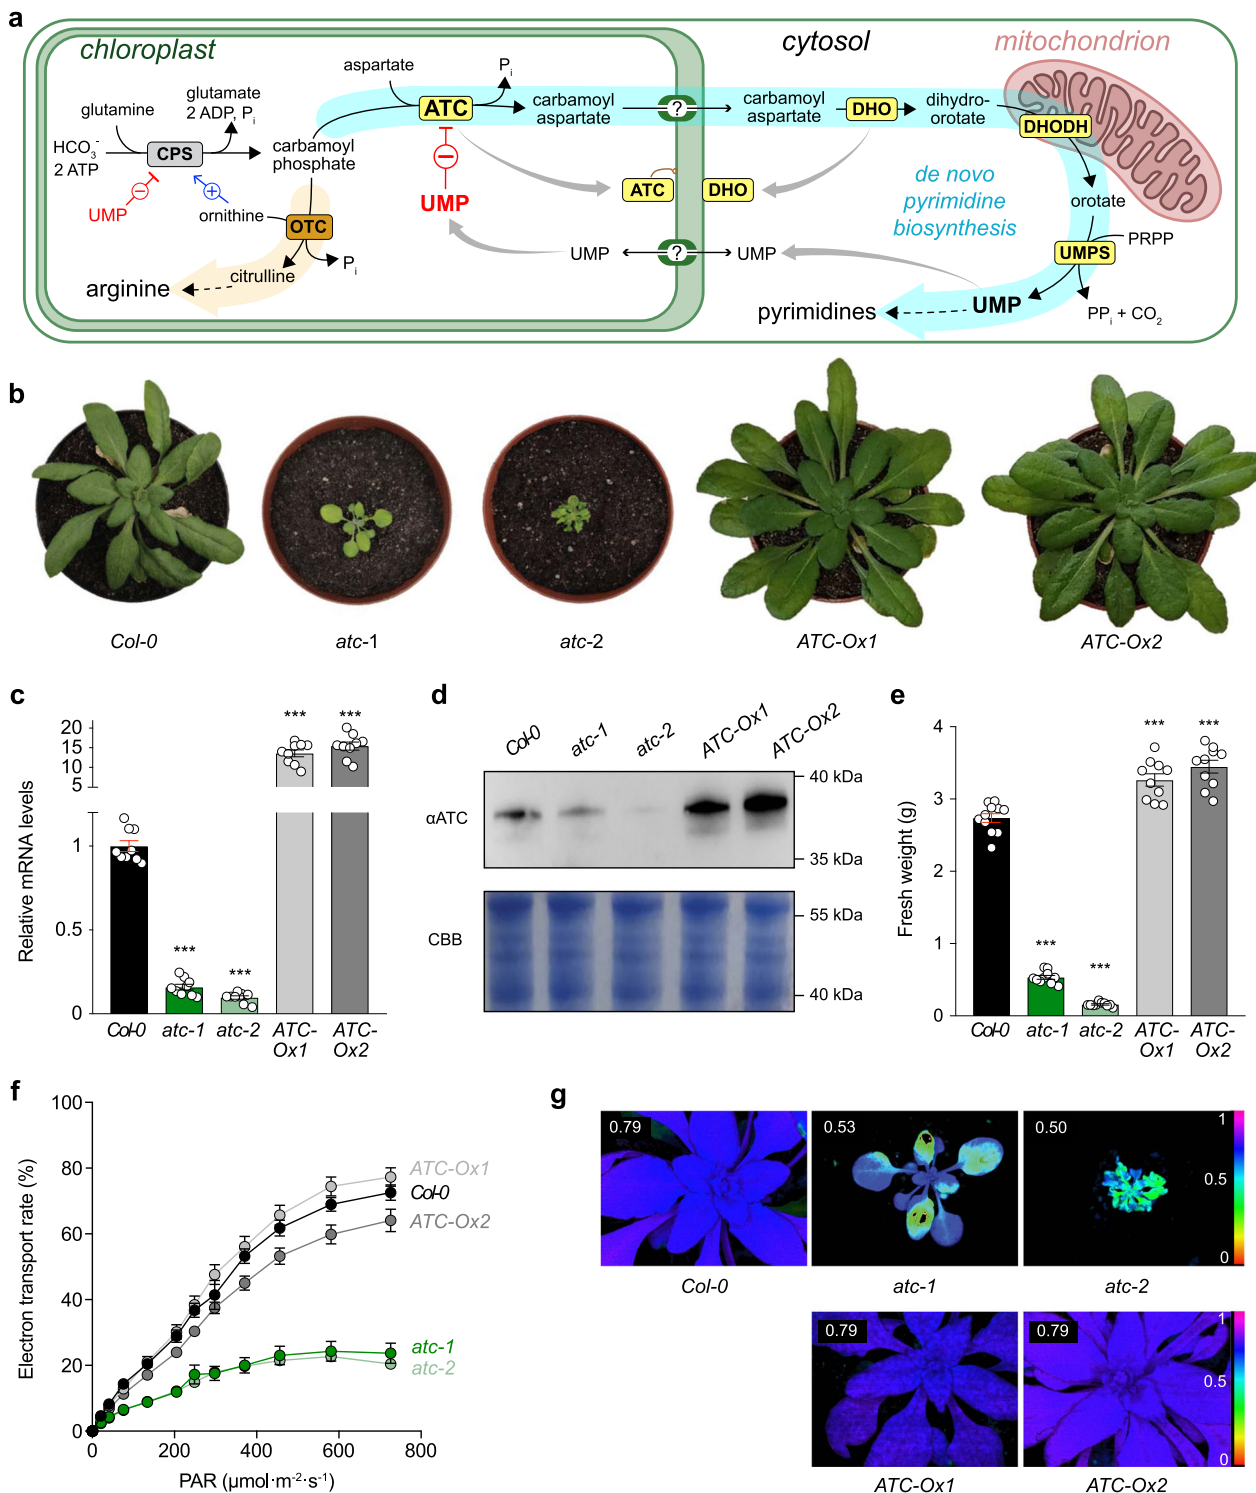 a
chloroplast
cytosol
mitochondrion
aspartate
Pi
glutamate
2 ADP, Pi
glutamine
ATC
carbamoyl
aspartate
?
carbamoyl
aspartate
DHO
dihydro-
orotate
DHODH
HCO3-
2 ATP
CPS
carbamoyl
phosphate
−
UMP
+
ornithine
OTC
−
UMP
ATC
DHO
de novo
pyrimidine
biosynthesis
orotate
PRPP
UMPS
citrulline
Pi
arginine
UMP
?
UMP
pyrimidines
UMP
PPi + CO2
b
Col-0
atc-1
atc-2
ATC-Ox1
ATC-Ox2
c
Relative mRNA levels
20
15
10
5
1
0.5
0
***
***
***
***
Col-0
atc-1
atc-2
ATC-
Ox1
ATC-
Ox2
d
Col-0
atc-1
atc-2
ATC-Ox1
ATC-Ox2
αATC
40 kDa
35 kDa
CBB
55 kDa
40 kDa
e
Fresh weight (g)
4
3
2
1
0
***
***
***
***
Col-0
atc-1
atc-2
ATC-
Ox1
ATC-
Ox2
f
Electron transport rate (%)
100
80
60
40
20
0
ATC-Ox1
Col-0
ATC-Ox2
atc-1
atc-2
0
200
400
600
800
PAR (µmol·m-2·s-1)
g
0.79
0.53
0.50
1
0.5
0
Col-0
atc-1
atc-2
0.79
0.79
1
0.5
0
ATC-Ox1
ATC-Ox2